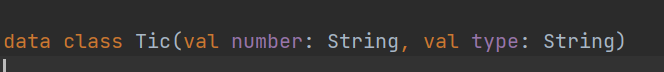 data class Tic(val number: String, val type: String)